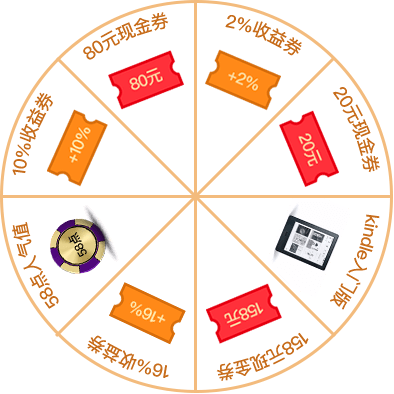 2%收益券
+2%
20元现金券
20元
kindle入门版
158元现金券
158元
16%收益券
+16%
58点人气值
58点
10%收益券
+10%
80元现金券
80元